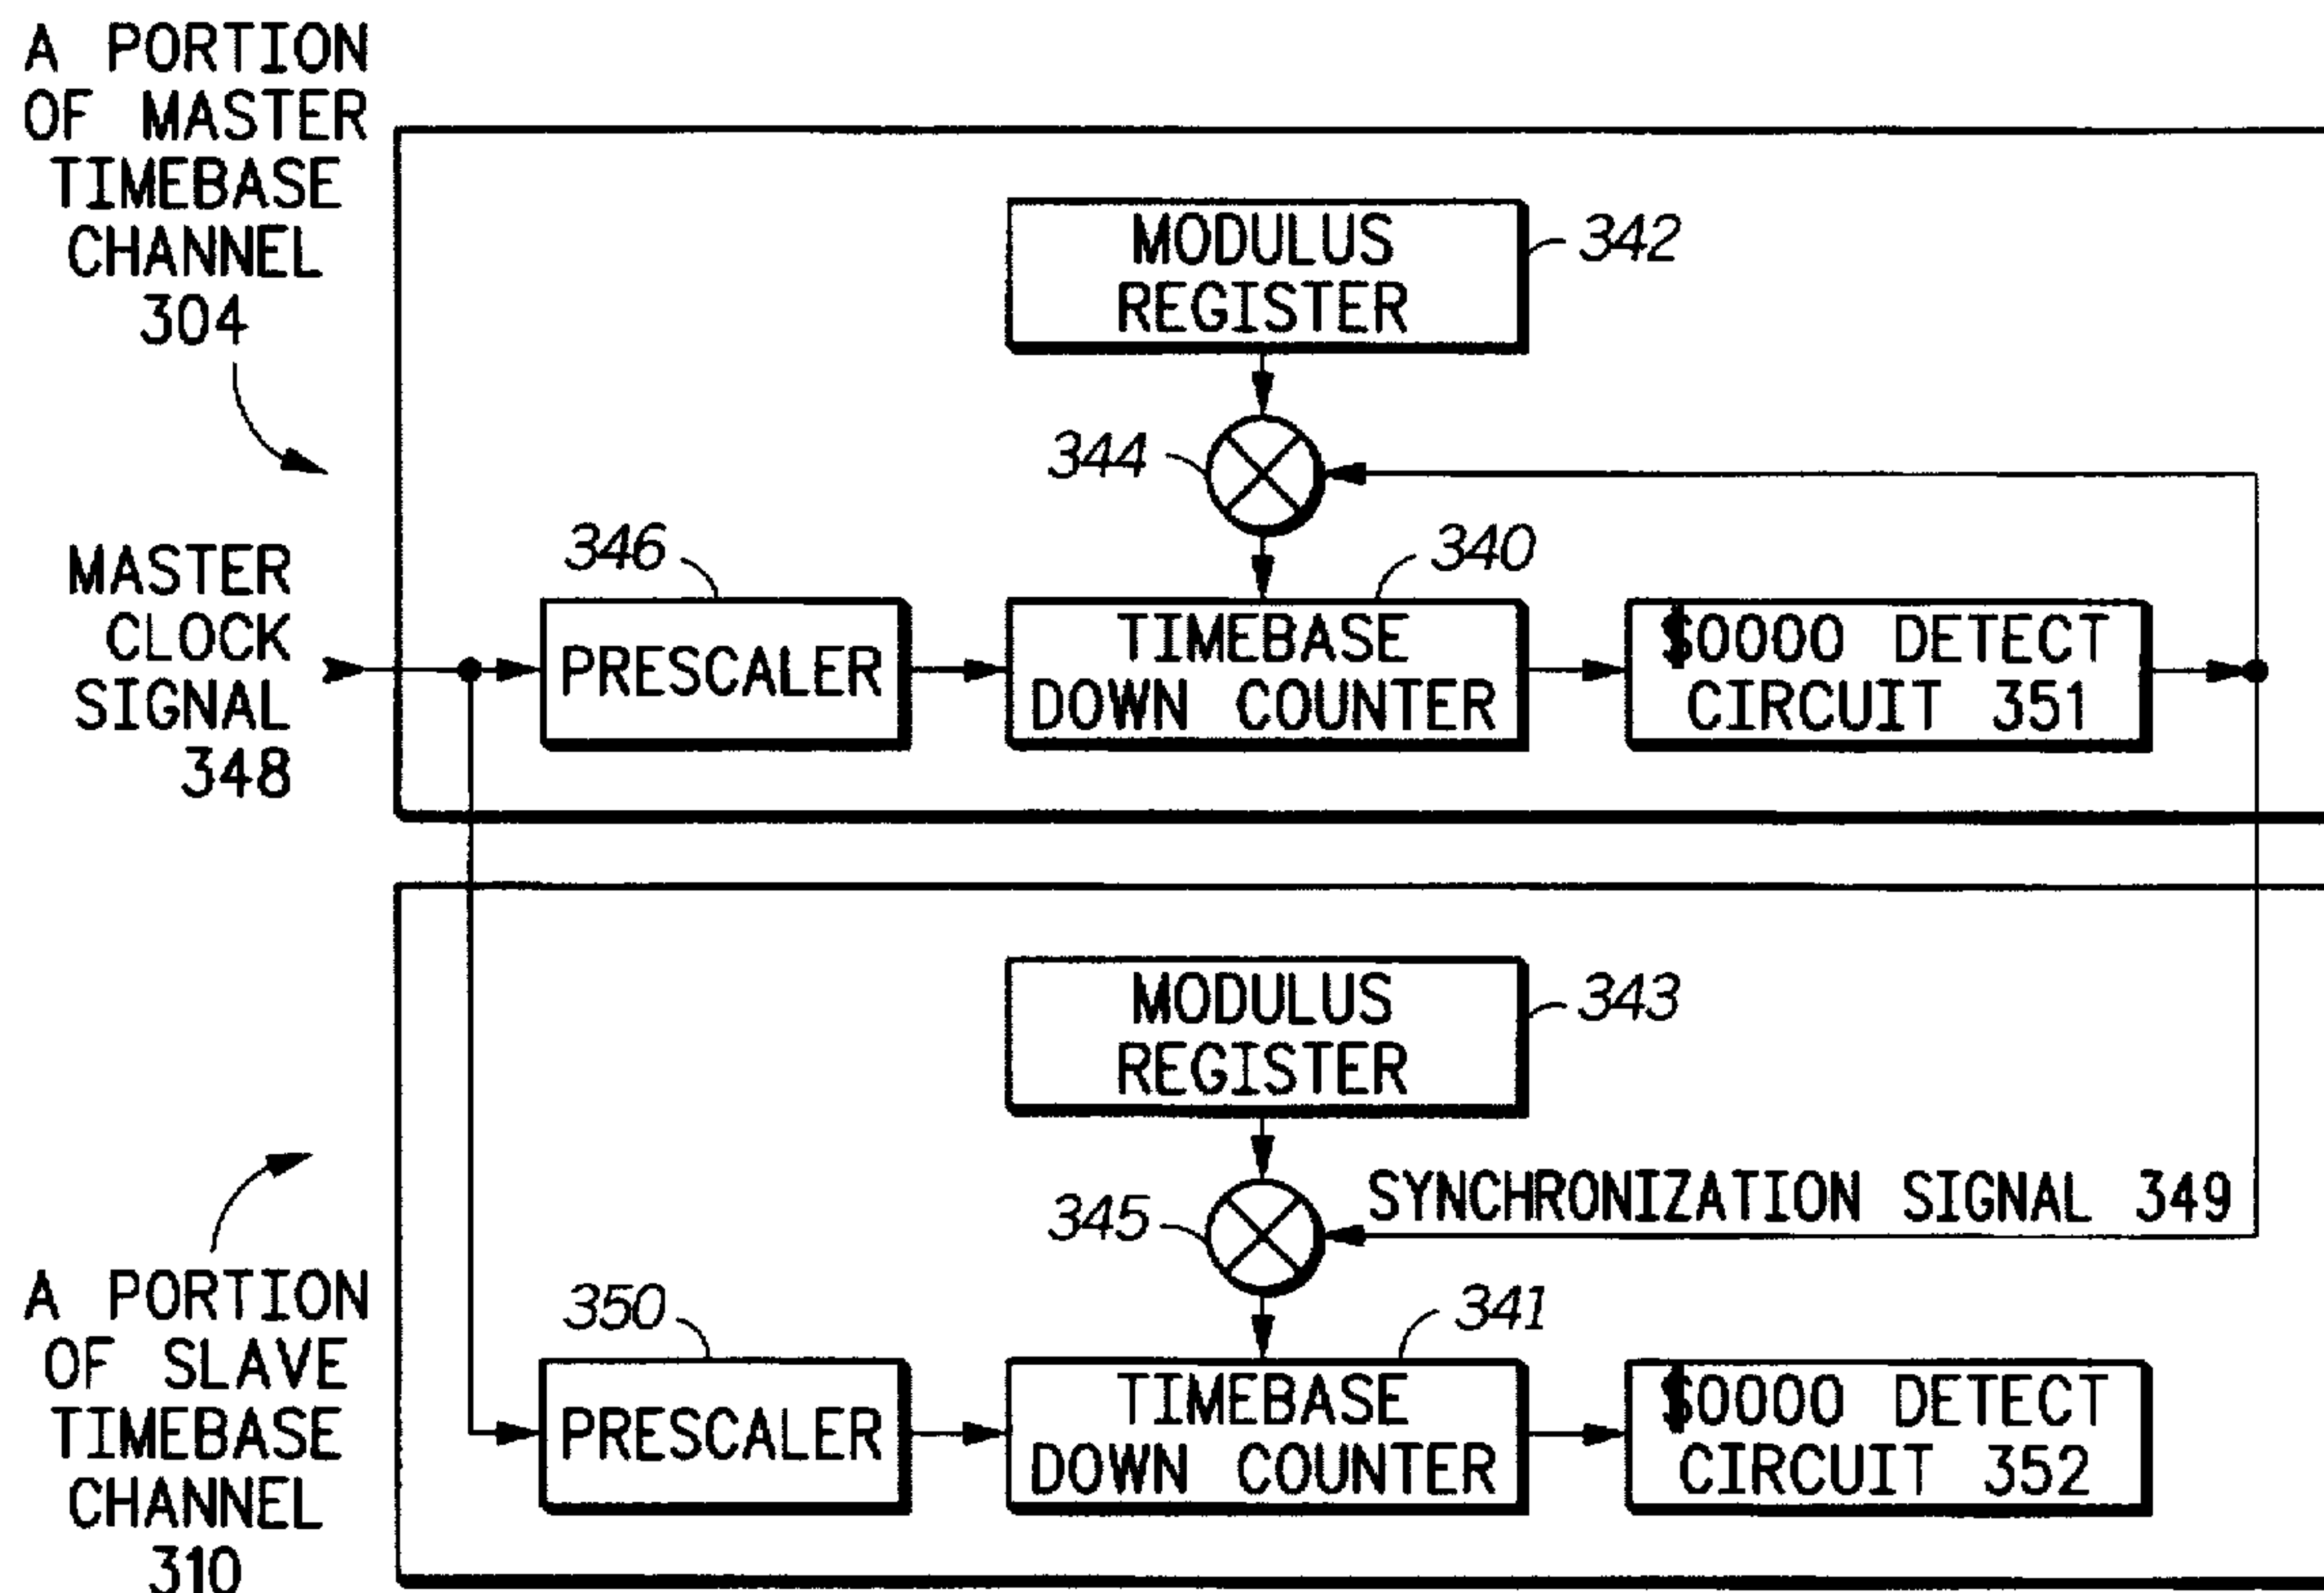 A PORTION
OF MASTER
TIMEBASE
CHANNEL
304
MODULUS
REGISTER
342
344
346
340
MASTER
CLOCK
SIGNAL
348
PRESCALER
TIMEBASE
DOWN COUNTER
$0000 DETECT
CIRCUIT 351
MODULUS
REGISTER
343
345
SYNCHRONIZATION SIGNAL 349
350
341
A PORTION
OF SLAVE
TIMEBASE
CHANNEL
310
PRESCALER
TIMEBASE
DOWN COUNTER
$0000 DETECT
CIRCUIT 352